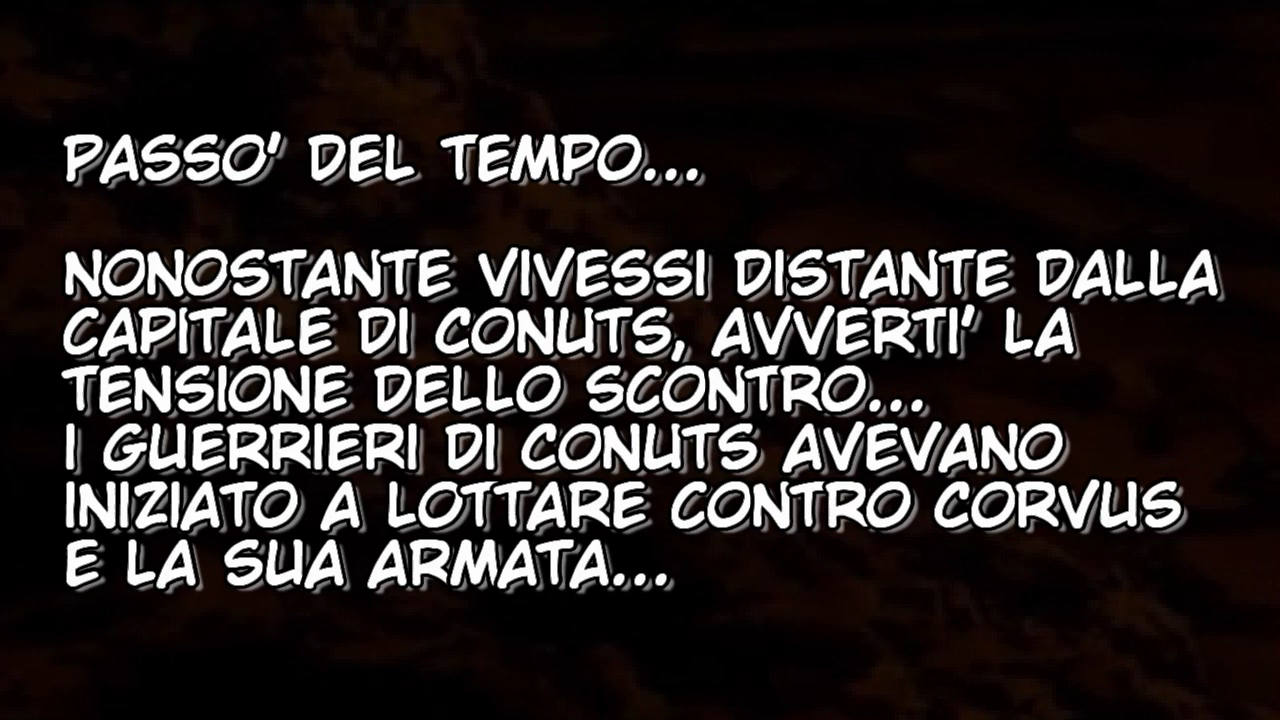 PASSO' DEL TEMPO...
NONOSTANTE VIVESSI DISTANTE DALLA
CAPITALE DI CONUTS, AVVERTI' LA
TENSIONE DELLO SCONTRO...
I GUERRIERI DI CONUTS AVEVANO
INIZIATO A LOTTARE CONTRO CORVUS
E LA SUA ARMATA...